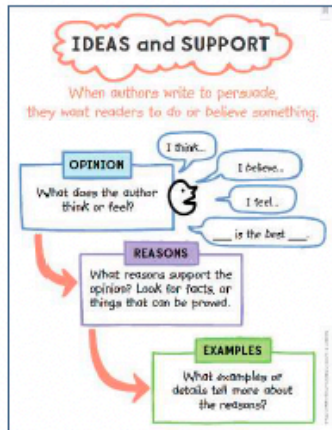 IDEAS and SUPPORT
When authors write to persuade,
they want readers to do or believe something.
OPINION
What does the author
think or feel?
I think...
I believe...
I feel...
___ is the best ___.
REASONS
What reasons support the
opinion? Look for facts, or
things that can be proved.
EXAMPLES
What examples or
details tell more about
the reasons?